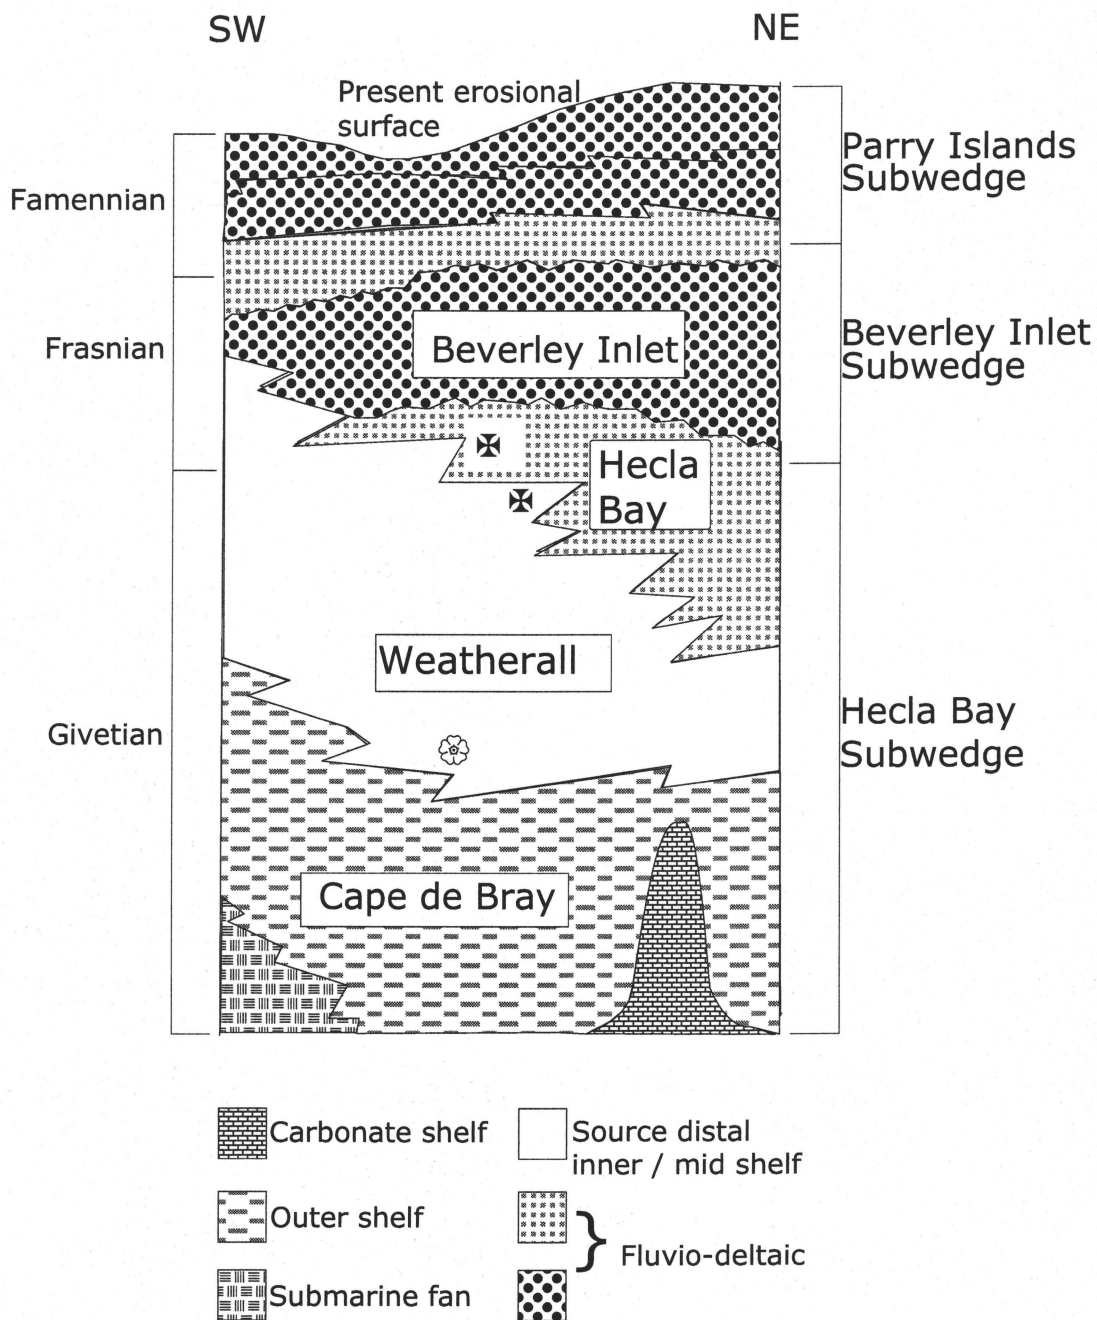 SW
NE
Present erosional
surface
Famennian
Parry Islands
Subwedge
Frasnian
Beverley Inlet
Beverley Inlet
Subwedge
Hecla
Bay
Weatherall
Givetian
Hecla Bay
Subwedge
Cape de Bray
Carbonate shelf
Source distal
inner / mid shelf
Outer shelf
} Fluvio-deltaic
Submarine fan